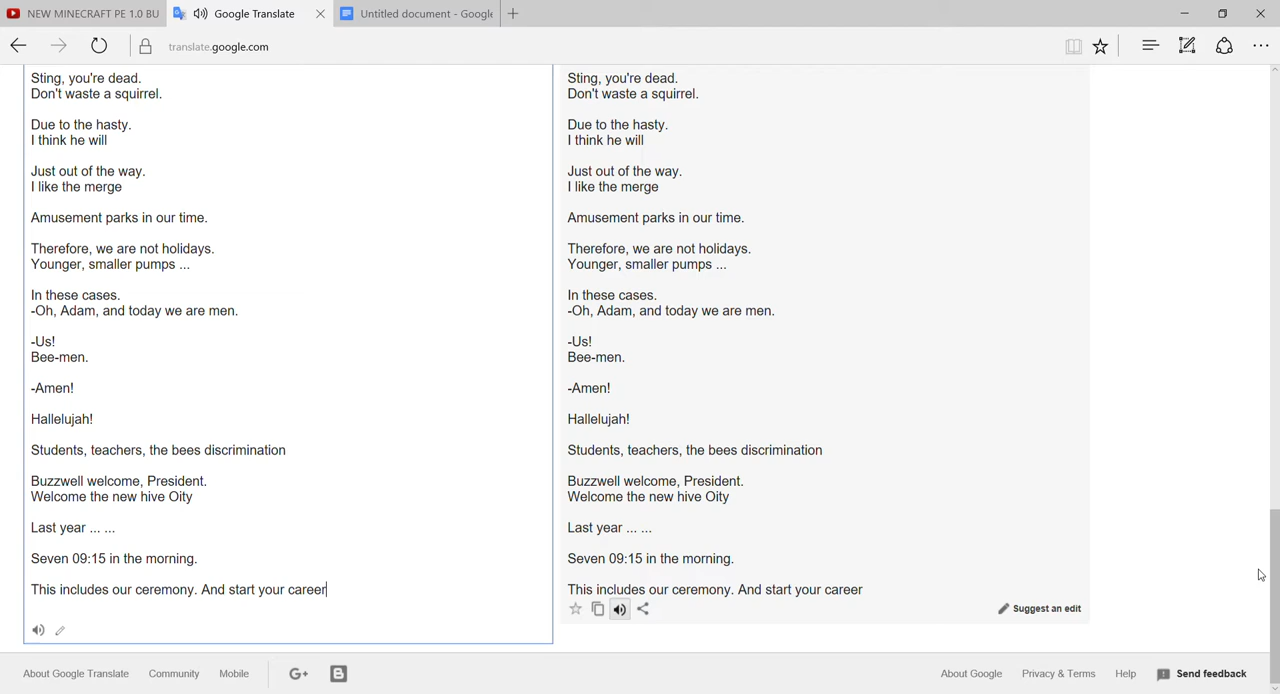 NEW MINECRAFT PE 1.0 BU
Google Translate
Untitled document - Google
translate.google.com
Sting, you're dead.
Don't waste a squirrel.
Due to the hasty.
I think he will
Just out of the way.
I like the merge
Amusement parks in our time.
Therefore, we are not holidays.
Younger, smaller pumps ...
In these cases.
-Oh, Adam, and today we are men.
-Us!
Bee-men.
-Amen!
Hallelujah!
Students, teachers, the bees discrimination
Buzzwell welcome, President.
Welcome the new hive Oity
Last year ... ...
Seven 09:15 in the morning.
This includes our ceremony. And start your career
Sting, you're dead.
Don't waste a squirrel.
Due to the hasty.
I think he will
Just out of the way.
I like the merge
Amusement parks in our time.
Therefore, we are not holidays.
Younger, smaller pumps ...
In these cases.
-Oh, Adam, and today we are men.
-Us!
Bee-men.
-Amen!
Hallelujah!
Students, teachers, the bees discrimination
Buzzwell welcome, President.
Welcome the new hive Oity
Last year ... ...
Seven 09:15 in the morning.
This includes our ceremony. And start your career
Suggest an edit
About Google Translate
Community
Mobile
G+
About Google
Privacy & Terms
Help
Send feedback